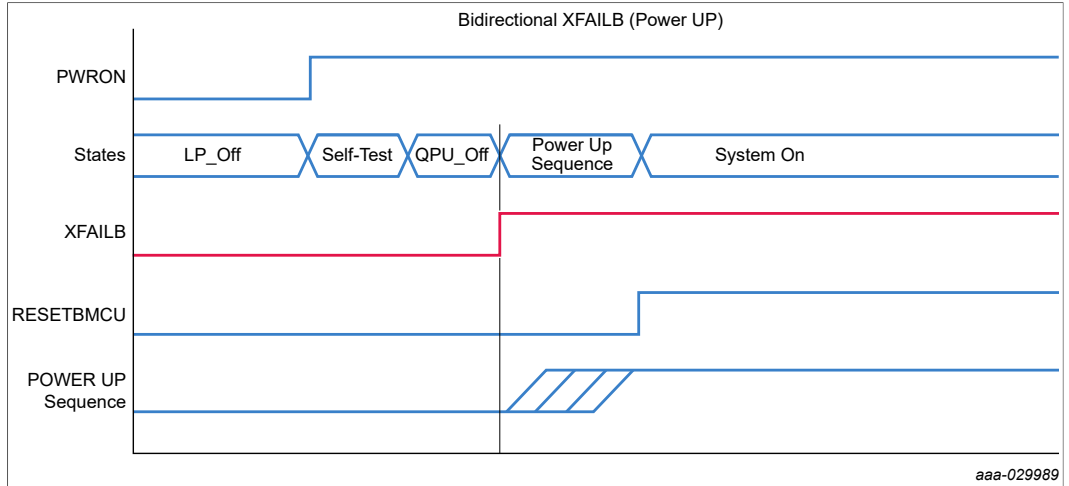 Bidirectional XFAILB (Power UP)
PWRON
States
LP_Off
Self-Test
QPU_Off
Power Up
Sequence
System On
XFAILB
RESETBMCU
POWER UP
Sequence
aaa-029989